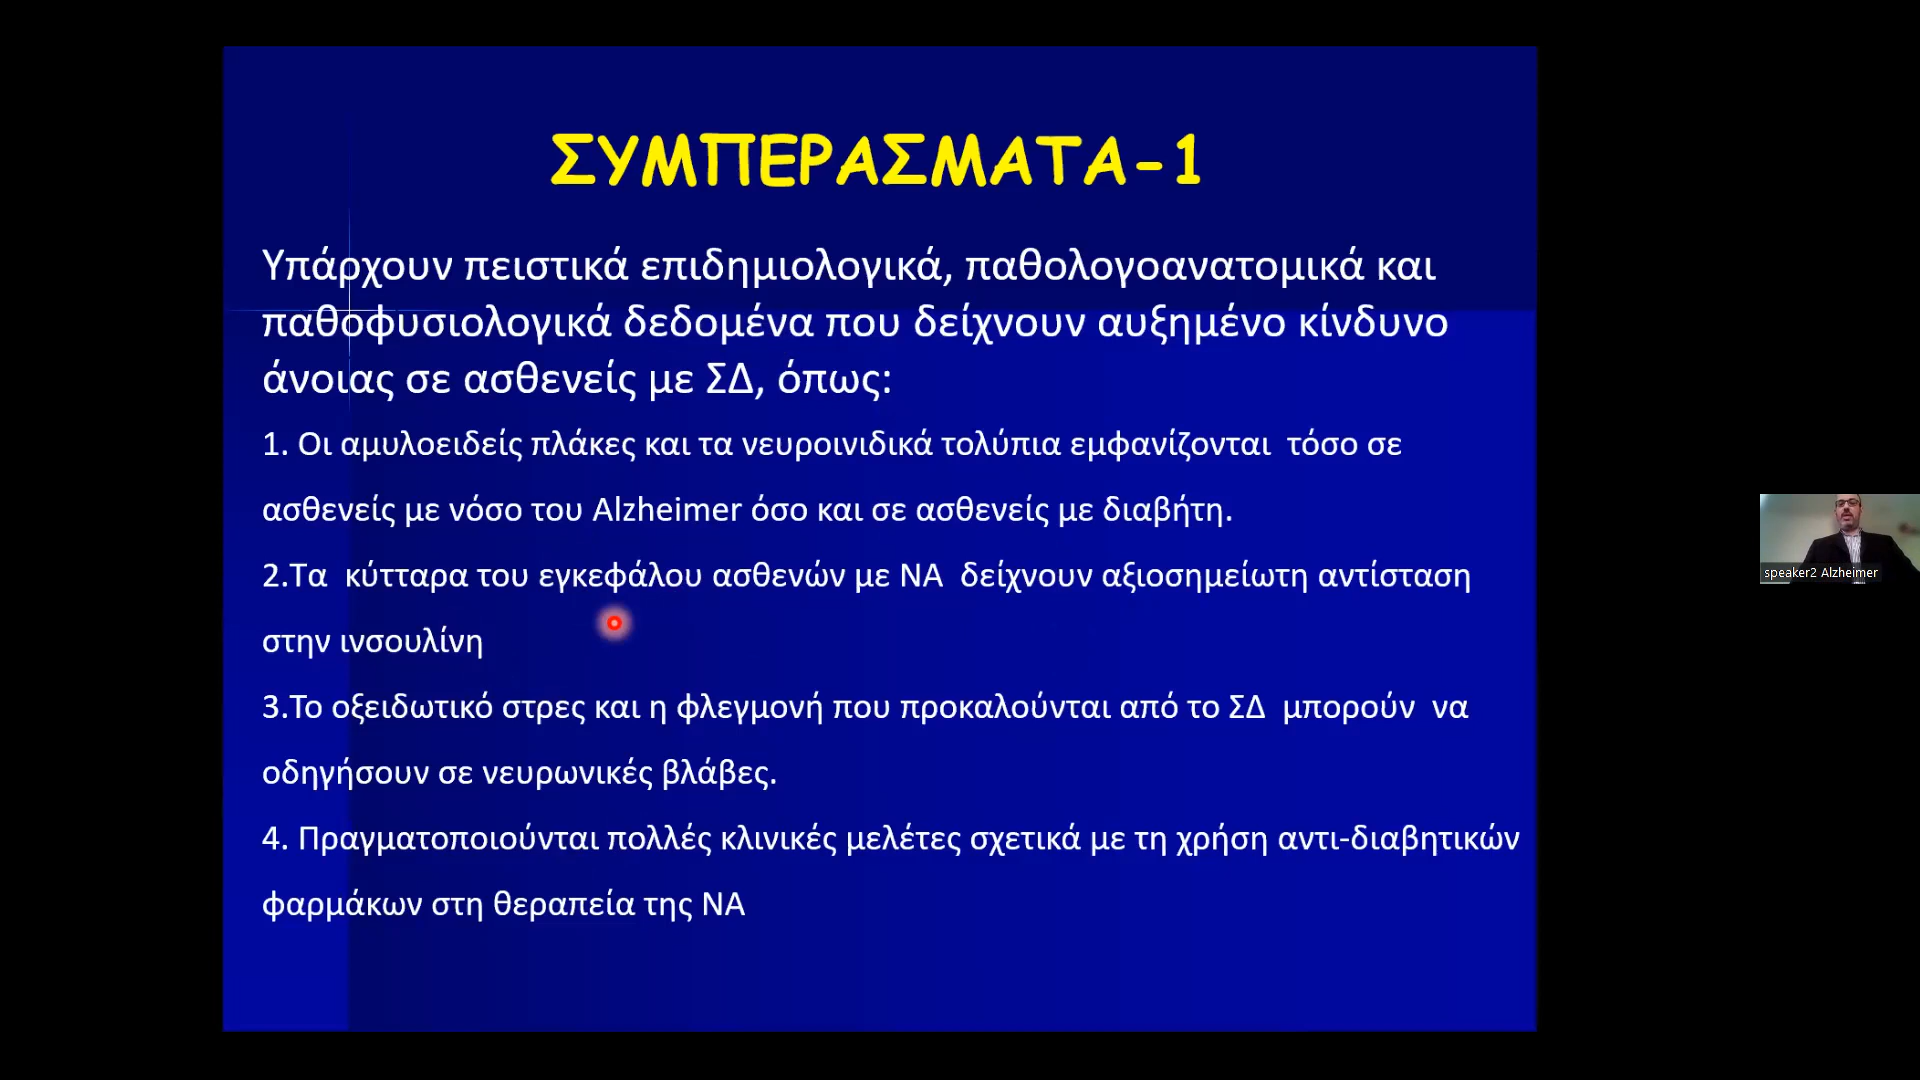 ΣΥΜΠΕΡΑΣΜΑΤΑ-1
Υπάρχουν πειστικά επιδημιολογικά, παθολογοανατομικά και
παθοφυσιολογικά δεδομένα που δείχνουν αυξημένο κίνδυνο
άνοιας σε ασθενείς με ΣΔ, όπως:
1. Οι αμυλοειδείς πλάκες και τα νευροινιδικά τολύπια εμφανίζονται  τόσο σε
ασθενείς με νόσο του Alzheimer όσο και σε ασθενείς με διαβήτη.
2.Τα  κύτταρα του εγκεφάλου ασθενών με ΝΑ  δείχνουν αξιοσημείωτη αντίσταση
στην ινσουλίνη
3.Το οξειδωτικό στρες και η φλεγμονή που προκαλούνται από το ΣΔ  μπορούν  να
οδηγήσουν σε νευρωνικές βλάβες.
4. Πραγματοποιούνται πολλές κλινικές μελέτες σχετικά με τη χρήση αντι-διαβητικών
φαρμάκων στη θεραπεία της ΝΑ
speaker2 Alzheimer